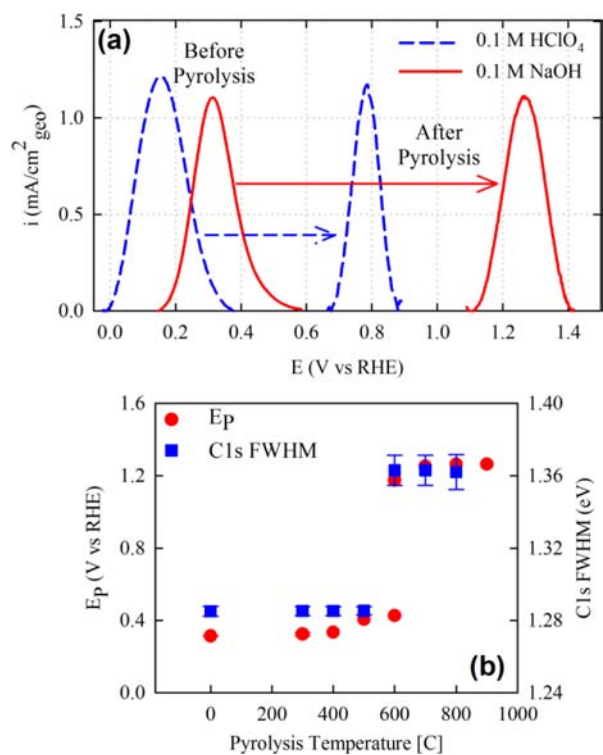 (a)
Before
Pyrolysis
0.1 M HClO₄
0.1 M NaOH
After
Pyrolysis
i (mA/cm²geo)
1.5
1.0
0.5
0.0
0.0 0.2 0.4 0.6 0.8 1.0 1.2 1.4
E (V vs RHE)
E_P
C1s FWHM
E_P (V vs RHE)
1.6
1.2
0.8
0.4
0.0
1.40
1.36
1.32
1.28
1.24
C1s FWHM (eV)
(b)
0 200 400 600 800 1000
Pyrolysis Temperature [C]